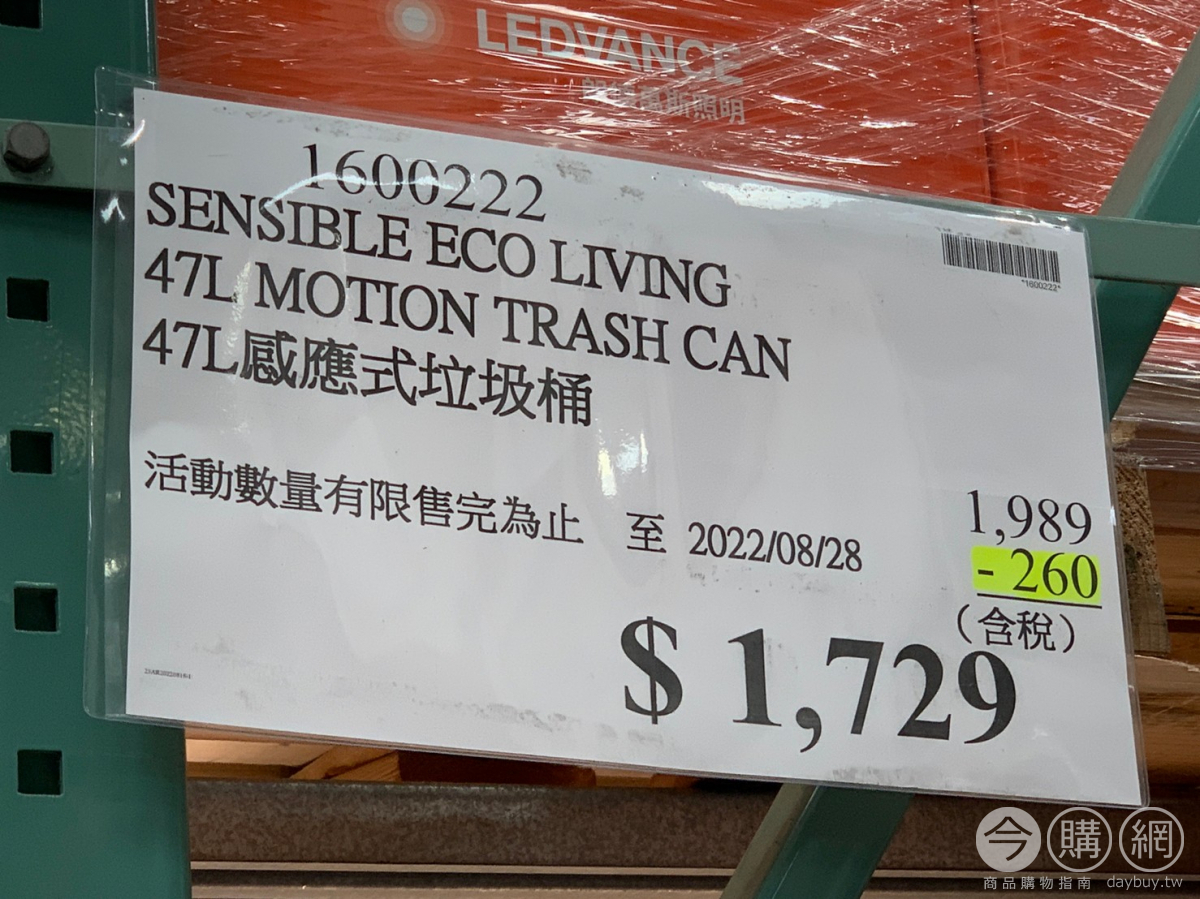 LEDVANCE
1600222
SENSIBLE ECO LIVING
47L MOTION TRASH CAN
47L感應式垃圾桶
*1600222*
活動數量有限售完為止 至 2022/08/28
1,989
- 260
(含稅)
$ 1,729
今購網
商品購物指南 daybuy.tw